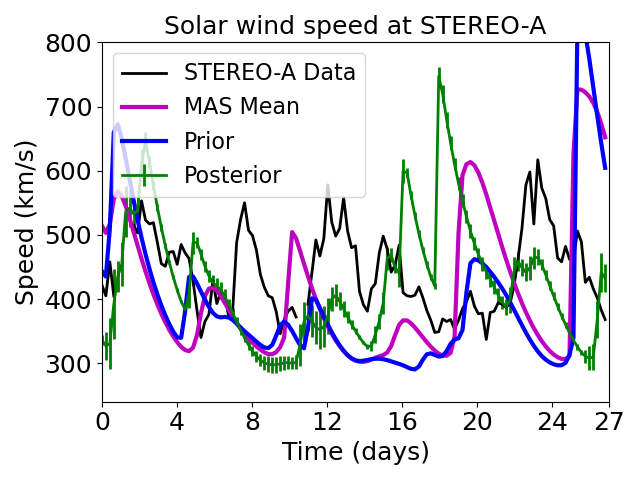 Solar wind speed at STEREO-A
800
700
600
500
400
300
Speed (km/s)
STEREO-A Data
MAS Mean
Prior
Posterior
0 4 8 12 16 20 24 27
Time (days)